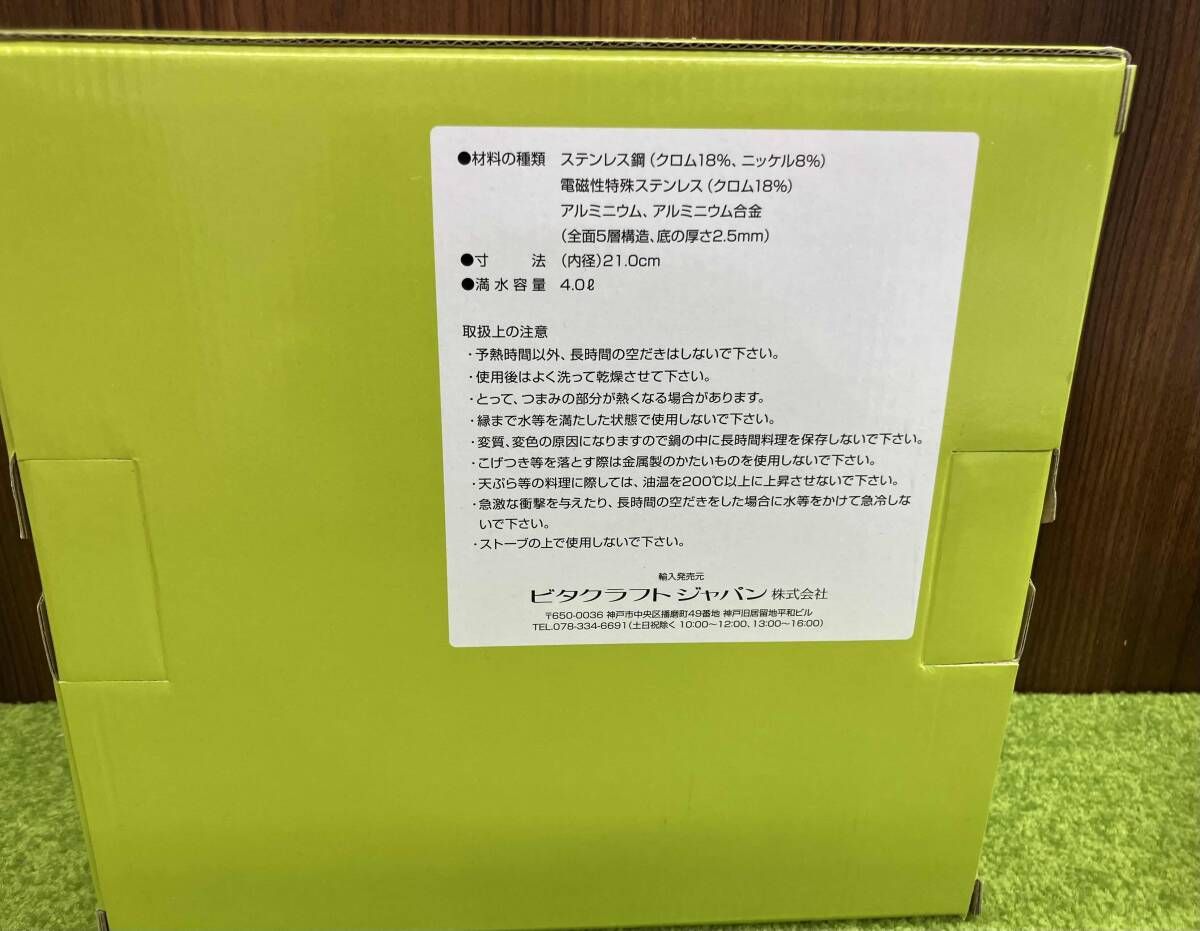 ●材料の種類 ステンレス鋼(クロム18%、ニッケル8%)
電磁性特殊ステンレス(クロム18%)
アルミニウム、アルミニウム合金
(全面5層構造、底の厚さ2.5mm)
●寸 法 (内径)21.0cm
●満水容量 4.0ℓ
取扱上の注意
・予熱時間以外、長時間の空だきはしないで下さい。
・使用後はよく洗って乾燥させて下さい。
・とって、つまみの部分が熱くなる場合があります。
・縁まで水等を満たした状態で使用しないで下さい。
・変質、変色の原因になりますので鍋の中に長時間料理を保存しないで下さい。
・こげつき等を落とす際は金属製のかたいものを使用しないで下さい。
・天ぷら等の料理に際しては、油温を200℃以上に上昇させないで下さい。
・急激な衝撃を与えたり、長時間の空だきをした場合に水等をかけて急冷しな
いで下さい。
・ストーブの上で使用しないで下さい。
輸入発売元
ビタクラフト ジャパン 株式会社
〒650-0036 神戸市中央区播磨町49番地 神戸旧居留地平和ビル
TEL.078-334-6691(土日祝除く 10:00〜12:00、13:00〜16:00)